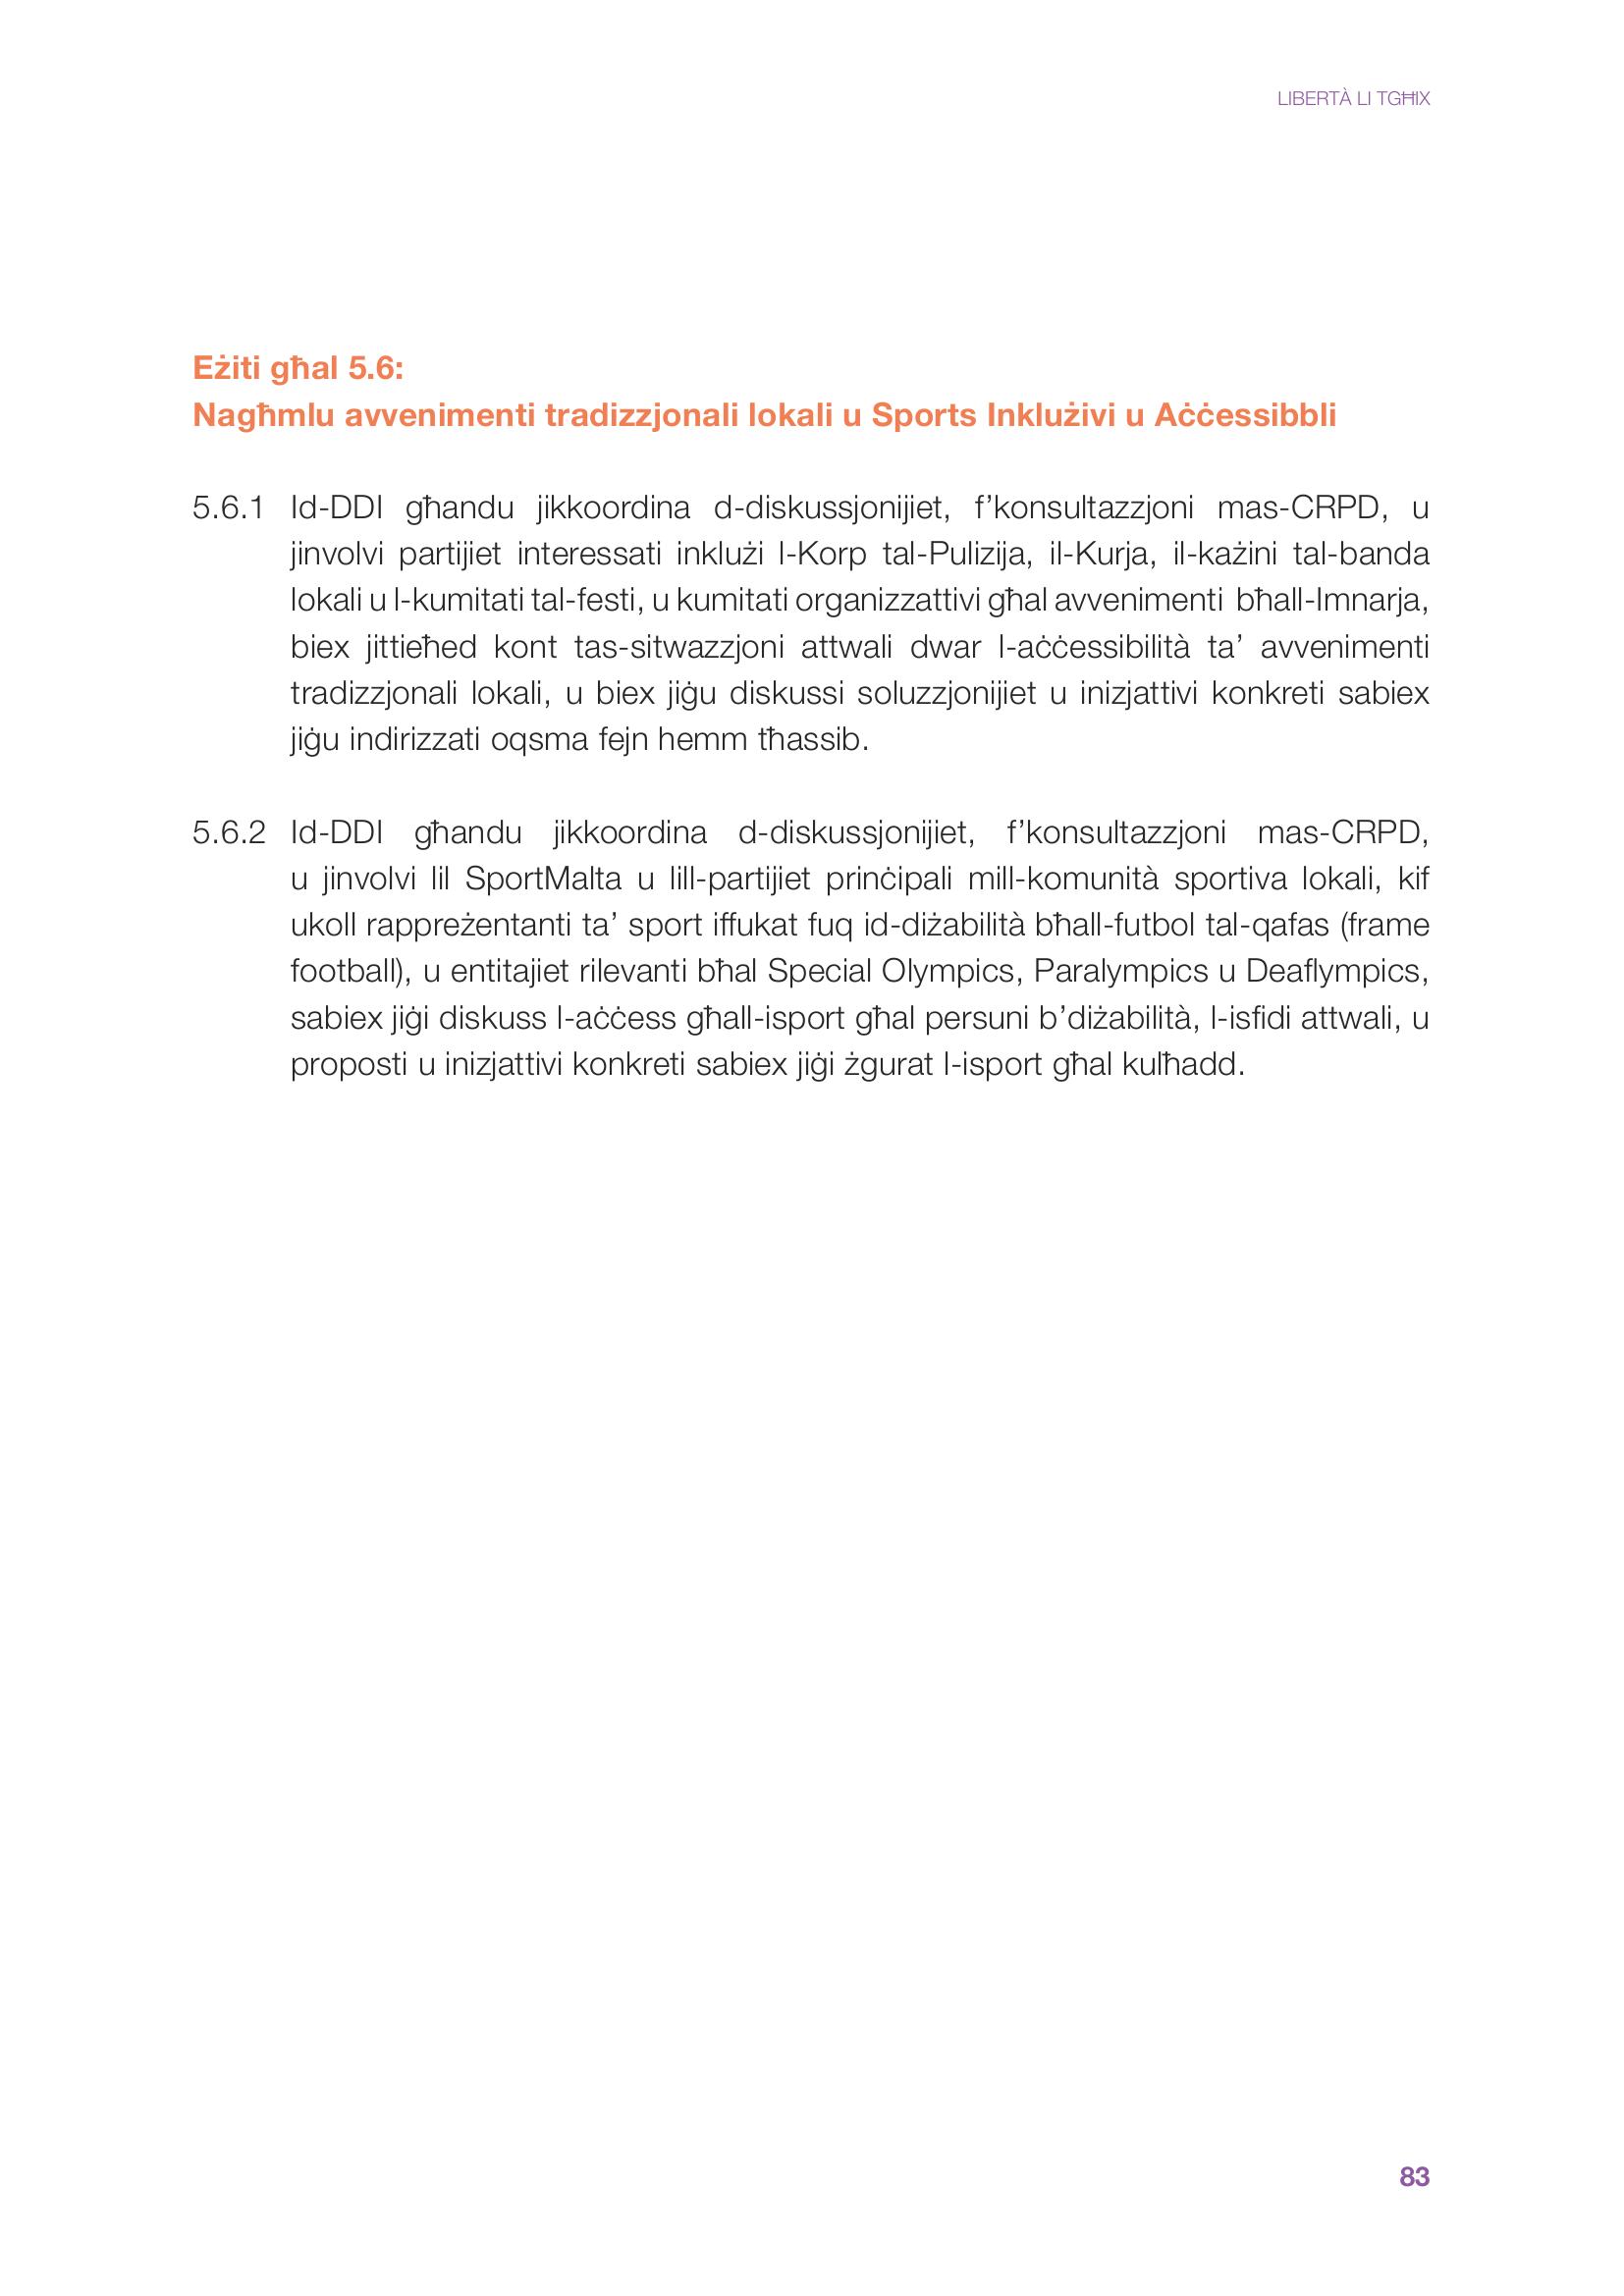 LIBERTÀ LI TGĦIX
Eżiti għal 5.6:
Nagħmlu avvenimenti tradizzjonali lokali u Sports Inklużivi u Aċċessibbli
5.6.1 Id-DDI għandu jikkoordina d-diskussjonijiet, f’konsultazzjoni mas-CRPD, u
jinvolvi partijiet interessati inklużi l-Korp tal-Pulizija, il-Kurja, il-każini tal-banda
lokali u l-kumitati tal-festi, u kumitati organizzattivi għal avvenimenti bħall-Imnarja,
biex jittieħed kont tas-sitwazzjoni attwali dwar l-aċċessibilità ta’ avvenimenti
tradizzjonali lokali, u biex jiġu diskussi soluzzjonijiet u inizjattivi konkreti sabiex
jiġu indirizzati oqsma fejn hemm tħassib.
5.6.2 Id-DDI għandu jikkoordina d-diskussjonijiet, f’konsultazzjoni mas-CRPD,
u jinvolvi lil SportMalta u lill-partijiet prinċipali mill-komunità sportiva lokali, kif
ukoll rappreżentanti ta’ sport iffukat fuq id-diżabilità bħall-futbol tal-qafas (frame
football), u entitajiet rilevanti bħal Special Olympics, Paralympics u Deaflympics,
sabiex jiġi diskuss l-aċċess għall-isport għal persuni b’diżabilità, l-isfidi attwali, u
proposti u inizjattivi konkreti sabiex jiġi żgurat l-isport għal kulħadd.
83